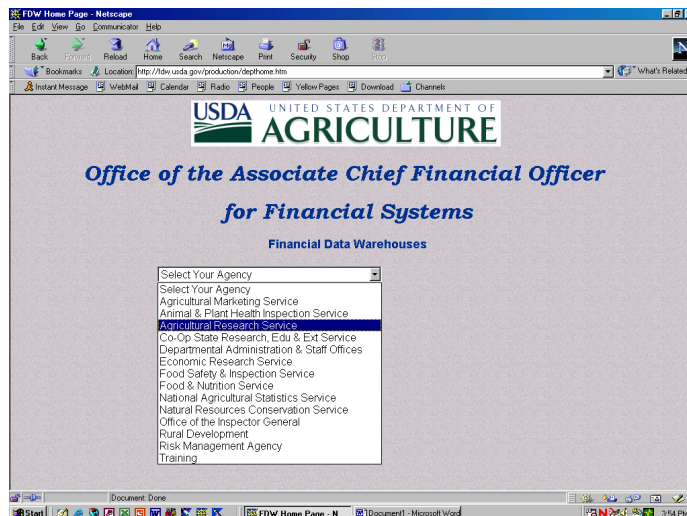 FDW Home Page - Netscape
File Edit View Go Communicator Help
Back Forward Reload Home Search Netscape Print Security Shop Stop
Bookmarks Location: http://fdw.usda.gov/production/depthome.htm What's Related
Instant Message WebMail Calendar Radio People Yellow Pages Download Channels
USDA UNITED STATES DEPARTMENT OF
AGRICULTURE
Office of the Associate Chief Financial Officer
for Financial Systems
Financial Data Warehouses
Select Your Agency
Select Your Agency
Agricultural Marketing Service
Animal & Plant Health Inspection Service
Agricultural Research Service
Co-Op State Research, Edu & Ext Service
Departmental Administration & Staff Offices
Economic Research Service
Food Safety & Inspection Service
Food & Nutrition Service
National Agricultural Statistics Service
Natural Resources Conservation Service
Office of the Inspector General
Rural Development
Risk Management Agency
Training
Document: Done
Start FDW Home Page - N Document1 - Microsoft Word 3:54 PM